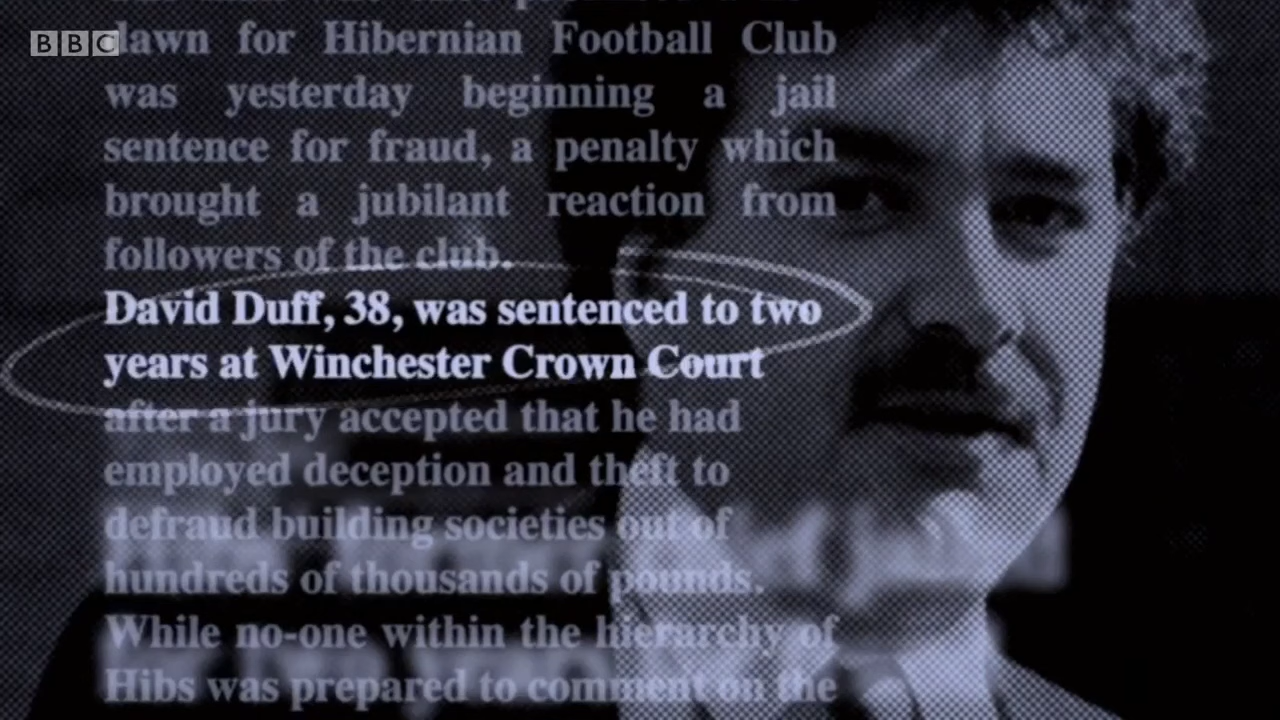 BBC
dawn for Hibernian Football Club
was yesterday beginning a jail
sentence for fraud, a penalty which
brought a jubilant reaction from
followers of the club.
David Duff, 38, was sentenced to two
years at Winchester Crown Court
after a jury accepted that he had
employed deception and theft to
defraud building societies out of
hundreds of thousands of pounds.
While no-one within the hierarchy of
Hibs was prepared to comment on the